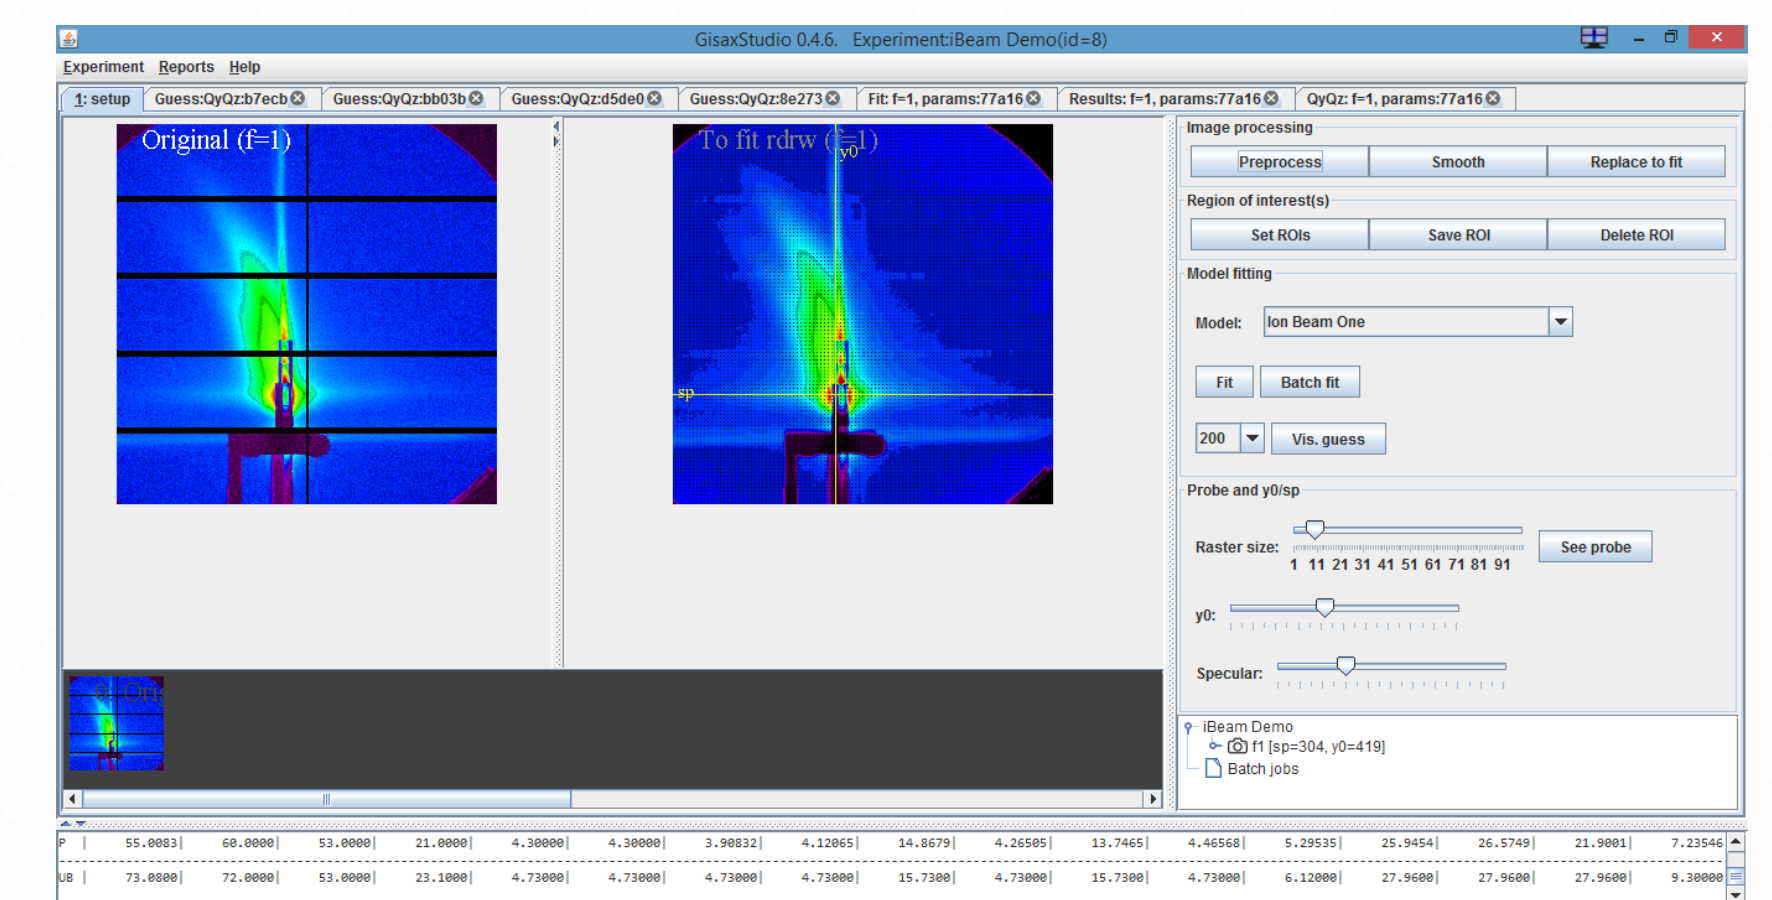 GisaxStudio 0.4.6. Experiment:iBeam Demo(id=8)
Experiment Reports Help
1: setup Guess:QyQz:b7ecb Guess:QyQz:bb03b Guess:QyQz:d5de0 Guess:QyQz:8e273 Fit: f=1, params:77a16 Results: f=1, params:77a16 QyQz: f=1, params:77a16
Original (f=1)
To fit rdrw (f=1)
y0
sp
Image processing
Preprocess Smooth Replace to fit
Region of interest(s)
Set ROIs Save ROI Delete ROI
Model fitting
Model: Ion Beam One
Fit Batch fit
200 Vis. guess
Probe and y0/sp
Raster size: See probe
1 11 21 31 41 51 61 71 81 91
y0:
Specular:
iBeam Demo
f1 [sp=304, y0=419]
Batch jobs
P | 55.0083| 60.0000| 53.0000| 21.0000| 4.30000| 4.30000| 3.90832| 4.12065| 14.8679| 4.26505| 13.7465| 4.46568| 5.29535| 25.9454| 26.5749| 21.9001| 7.23546
UB | 73.0800| 72.0000| 53.0000| 23.1000| 4.73000| 4.73000| 4.73000| 4.73000| 15.7300| 4.73000| 15.7300| 4.73000| 6.12000| 27.9600| 27.9600| 27.9600| 9.30000